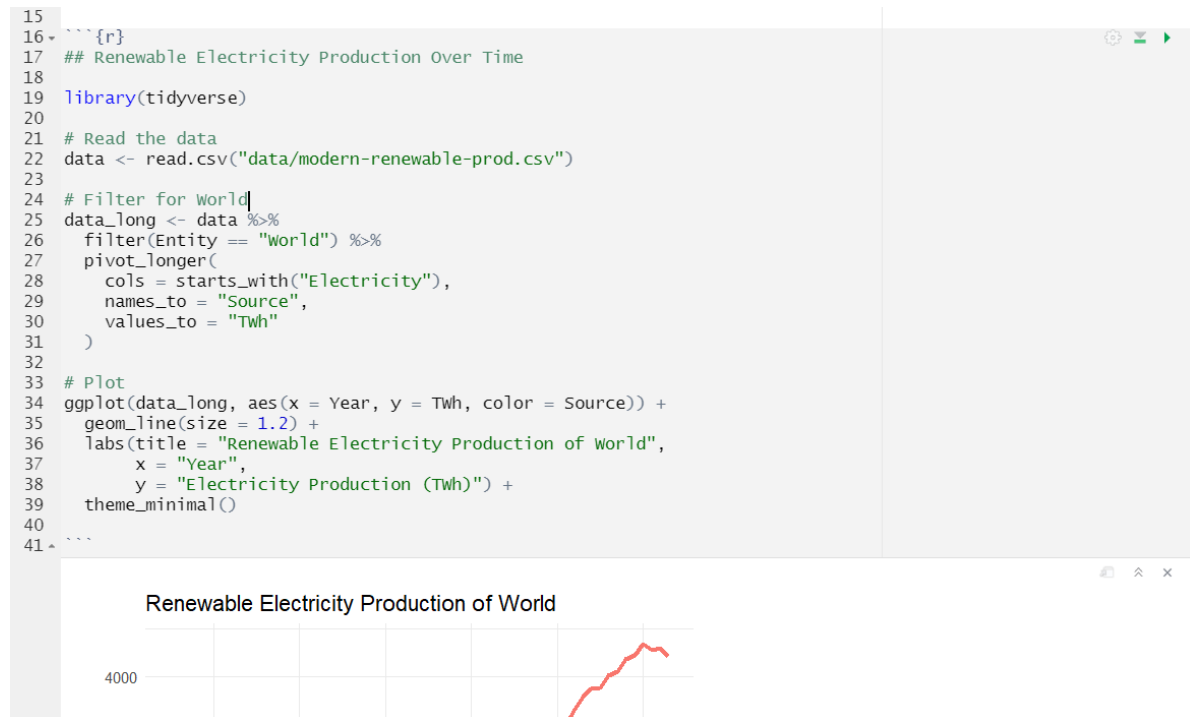 15
16 ```{r}
17 ## Renewable Electricity Production Over Time
18
19 library(tidyverse)
20
21 # Read the data
22 data <- read.csv("data/modern-renewable-prod.csv")
23
24 # Filter for World
25 data_long <- data %>%
26   filter(Entity == "World") %>%
27   pivot_longer(
28     cols = starts_with("Electricity"),
29     names_to = "Source",
30     values_to = "TWh"
31   )
32
33 # Plot
34 ggplot(data_long, aes(x = Year, y = TWh, color = Source)) +
35   geom_line(size = 1.2) +
36   labs(title = "Renewable Electricity Production of World",
37        x = "Year",
38        y = "Electricity Production (TWh)") +
39   theme_minimal()
40
41 ```
Renewable Electricity Production of World
4000